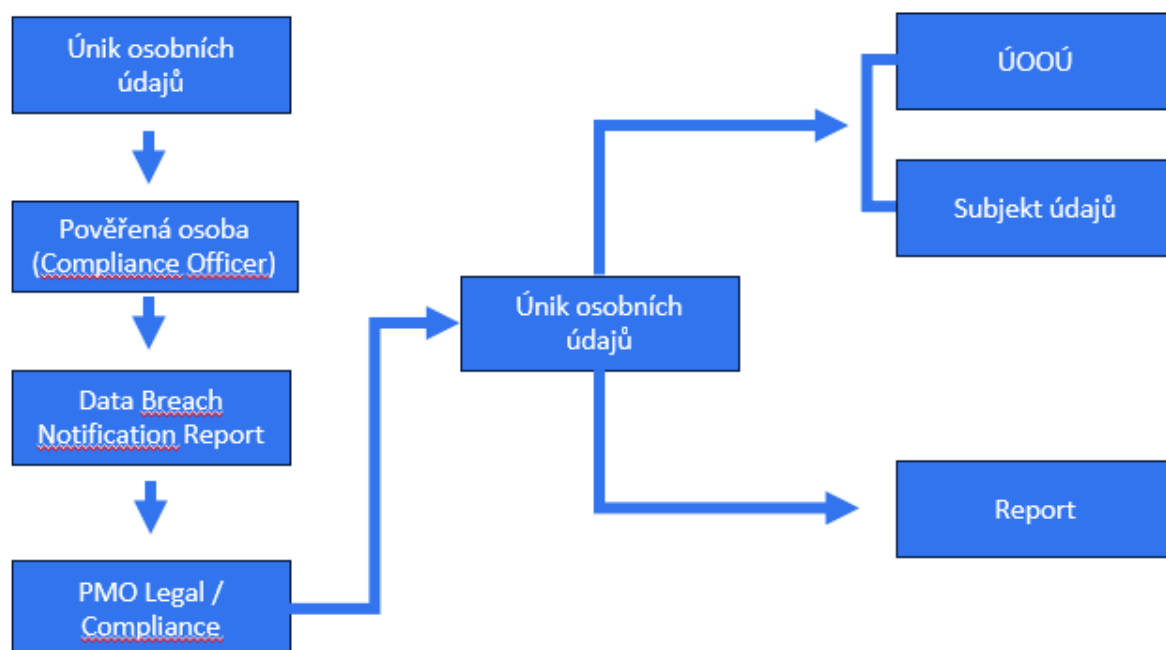 Únik osobních
údajů
Pověřená osoba
(Compliance Officer)
Data Breach
Notification Report
PMO Legal /
Compliance
Únik osobních
údajů
ÚOOÚ
Subjekt údajů
Report